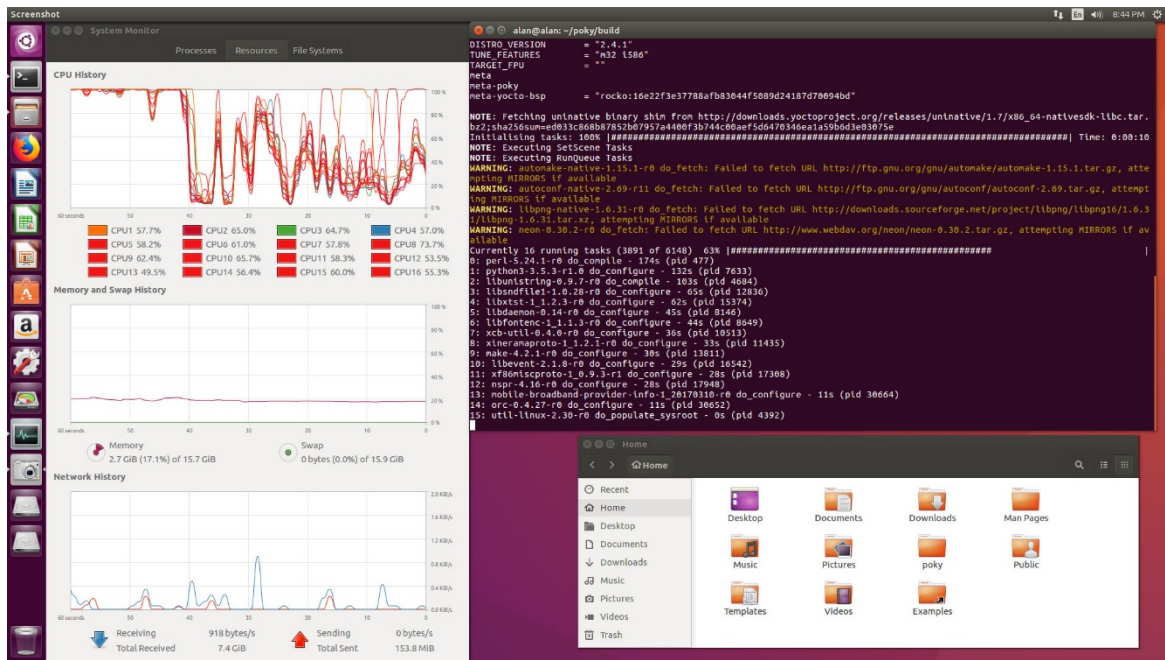 Screenshot
En
8:44 PM
System Monitor
Processes Resources File Systems
CPU History
100 %
80 %
60 %
40 %
20 %
0 %
60 seconds 50 40 30 20 10
CPU1 57.7% CPU2 65.0% CPU3 64.7% CPU4 57.0%
CPU5 58.2% CPU6 61.0% CPU7 57.8% CPU8 73.7%
CPU9 62.4% CPU10 65.7% CPU11 58.3% CPU12 53.5%
CPU13 49.5% CPU14 56.4% CPU15 60.0% CPU16 55.3%
Memory and Swap History
100 %
80 %
60 %
40 %
20 %
0 %
60 seconds 50 40 30 20 10
Memory
2.7 GiB (17.1%) of 15.7 GiB
Swap
0 bytes (0.0%) of 15.9 GiB
Network History
2.0 KiB/s
1.6 KiB/s
1.2 KiB/s
0.8 KiB/s
0.4 KiB/s
0.0 KiB/s
60 seconds 50 40 30 20 10
Receiving 918 bytes/s
Total Received 7.4 GiB
Sending 0 bytes/s
Total Sent 153.8 MiB
alan@alan: ~/poky/build
DISTRO_VERSION = "2.4.1"
TUNE_FEATURES = "m32 i586"
TARGET_FPU = ""
meta
meta-poky
meta-yocto-bsp = "rocko:16e22f3e37788afb83044f5089d24187d70094bd"
NOTE: Fetching uninative binary shim from http://downloads.yoctoproject.org/releases/uninative/1.7/x86_64-nativesdk-libc.tar.
bz2;sha256sum=ed033c868b87852b07957a4400f3b744c00aef5d6470346ea1a59b6d3e03075e
Initialising tasks: 100% |######################################################################################| Time: 0:00:10
NOTE: Executing SetScene Tasks
NOTE: Executing RunQueue Tasks
WARNING: automake-native-1.15.1-r0 do_fetch: Failed to fetch URL http://ftp.gnu.org/gnu/automake/automake-1.15.1.tar.gz, atte
mpting MIRRORS if available
WARNING: autoconf-native-2.69-r11 do_fetch: Failed to fetch URL http://ftp.gnu.org/gnu/autoconf/autoconf-2.69.tar.gz, attempt
ing MIRRORS if available
WARNING: libpng-native-1.6.31-r0 do_fetch: Failed to fetch URL http://downloads.sourceforge.net/project/libpng/libpng16/1.6.3
1/libpng-1.6.31.tar.xz, attempting MIRRORS if available
WARNING: neon-0.30.2-r0 do_fetch: Failed to fetch URL http://www.webdav.org/neon/neon-0.30.2.tar.gz, attempting MIRRORS if av
ailable
Currently 16 running tasks (3891 of 6148) 63% |################################################ |
0: perl-5.24.1-r0 do_compile - 174s (pid 477)
1: python3-3.5.3-r1.0 do_configure - 132s (pid 7633)
2: libunistring-0.9.7-r0 do_compile - 103s (pid 4684)
3: libsndfile1-1.0.28-r0 do_configure - 65s (pid 12836)
4: libxtst-1_1.2.3-r0 do_configure - 62s (pid 15374)
5: libdaemon-0.14-r0 do_configure - 45s (pid 8146)
6: libfontenc-1_1.1.3-r0 do_configure - 44s (pid 8649)
7: xcb-util-0.4.0-r0 do_configure - 36s (pid 10513)
8: xineramaproto-1_1.2.1-r0 do_configure - 33s (pid 11435)
9: make-4.2.1-r0 do_configure - 30s (pid 13811)
10: libevent-2.1.8-r0 do_configure - 29s (pid 16542)
11: xf86miscproto-1_0.9.3-r1 do_configure - 28s (pid 17308)
12: nspr-4.16-r0 do_configure - 28s (pid 17948)
13: mobile-broadband-provider-info-1_20170310-r0 do_configure - 11s (pid 30664)
14: orc-0.4.27-r0 do_configure - 11s (pid 30652)
15: util-linux-2.30-r0 do_populate_sysroot - 0s (pid 4392)
Home
Home
Recent
Home
Desktop
Documents
Downloads
Music
Pictures
Videos
Trash
Desktop Documents Downloads Man Pages
Music Pictures poky Public
Templates Videos Examples